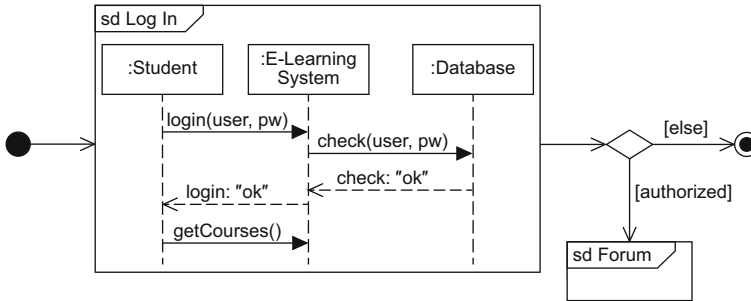 sd Log In
:Student
:E-Learning
System
:Database
login(user, pw)
check(user, pw)
check: "ok"
login: "ok"
getCourses()
[else]
[authorized]
sd Forum